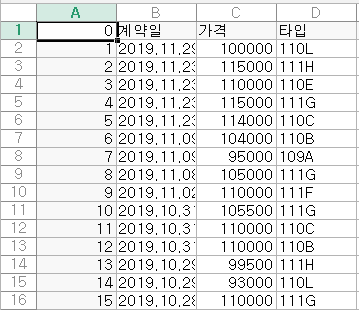 A B C D
1 0 계약일 가격 타입
2 1 2019.11.29 100000 110L
3 2 2019.11.23 115000 111H
4 3 2019.11.23 110000 110E
5 4 2019.11.23 115000 111G
6 5 2019.11.23 114000 110C
7 6 2019.11.09 104000 110B
8 7 2019.11.09 95000 109A
9 8 2019.11.08 105000 111G
10 9 2019.11.02 110000 111F
11 10 2019.10.31 105500 111G
12 11 2019.10.31 110000 110C
13 12 2019.10.31 110000 110B
14 13 2019.10.29 99500 111H
15 14 2019.10.29 93000 110L
16 15 2019.10.28 110000 111G